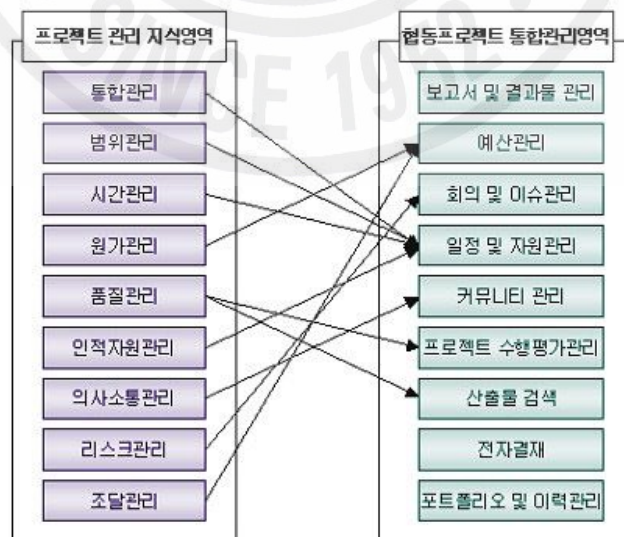 프로젝트 관리 지식영역
통합관리
범위관리
시간관리
원가관리
품질관리
인적자원관리
의사소통관리
리스크관리
조달관리
협동프로젝트 통합관리영역
보고서 및 결과물 관리
예산관리
회의 및 이슈관리
일정 및 자원관리
커뮤니티 관리
프로젝트 수행평가관리
산출물 검색
전자결재
포트폴리오 및 이력관리
SINCE 1952